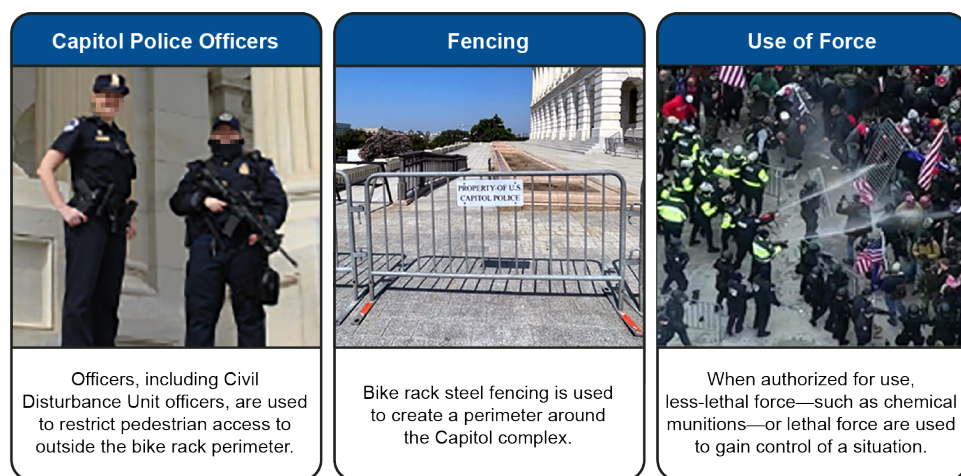 Capitol Police Officers
Officers, including Civil
Disturbance Unit officers, are used
to restrict pedestrian access to
outside the bike rack perimeter.
Fencing
PROPERTY OF U.S.
CAPITOL POLICE
Bike rack steel fencing is used
to create a perimeter around
the Capitol complex.
Use of Force
When authorized for use,
less-lethal force—such as chemical
munitions—or lethal force are used
to gain control of a situation.